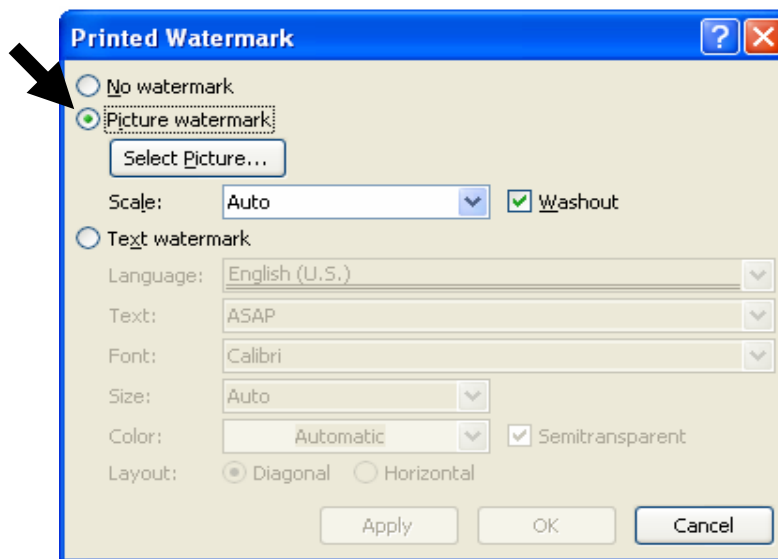 Printed Watermark
No watermark
Picture watermark
Select Picture...
Scale: Auto Washout
Text watermark
Language: English (U.S.)
Text: ASAP
Font: Calibri
Size: Auto
Color: Automatic Semitransparent
Layout: Diagonal Horizontal
Apply OK Cancel